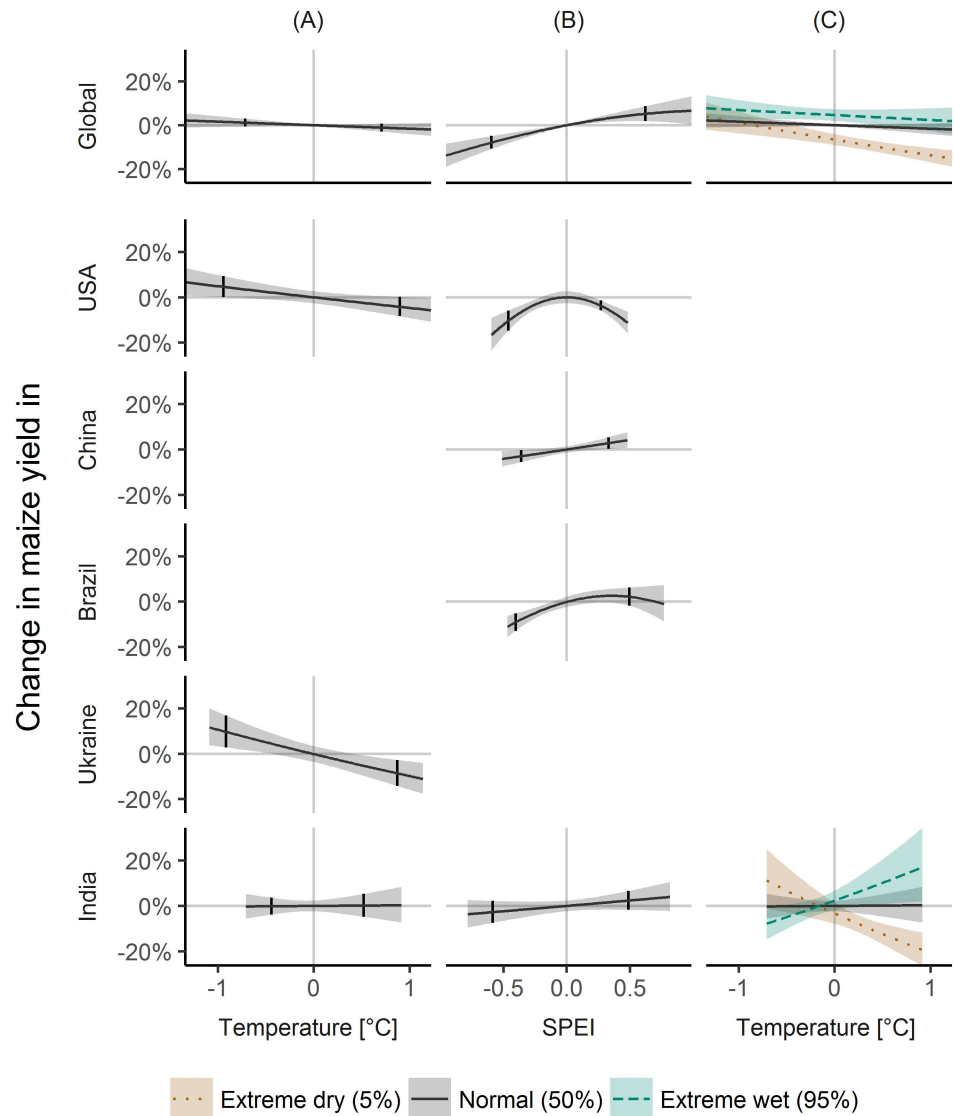 (A) (B) (C)
Change in maize yield in
Global
20%
0%
-20%
USA
20%
0%
-20%
China
20%
0%
-20%
Brazil
20%
0%
-20%
Ukraine
20%
0%
-20%
India
20%
0%
-20%
-1 0 1 -0.5 0.0 0.5 -1 0 1
Temperature [°C] SPEI Temperature [°C]
Extreme dry (5%) Normal (50%) Extreme wet (95%)